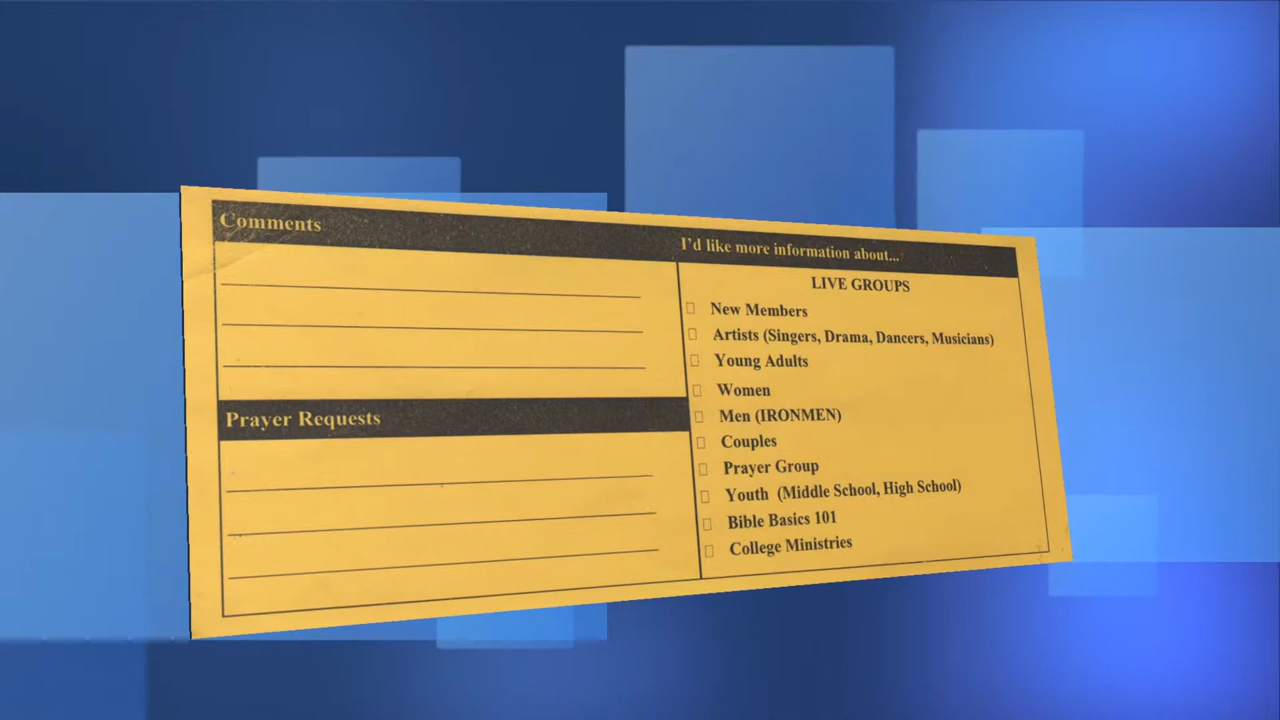 Comments
Prayer Requests
I'd like more information about...
LIVE GROUPS
New Members
Artists (Singers, Drama, Dancers, Musicians)
Young Adults
Women
Men (IRONMEN)
Couples
Prayer Group
Youth (Middle School, High School)
Bible Basics 101
College Ministries